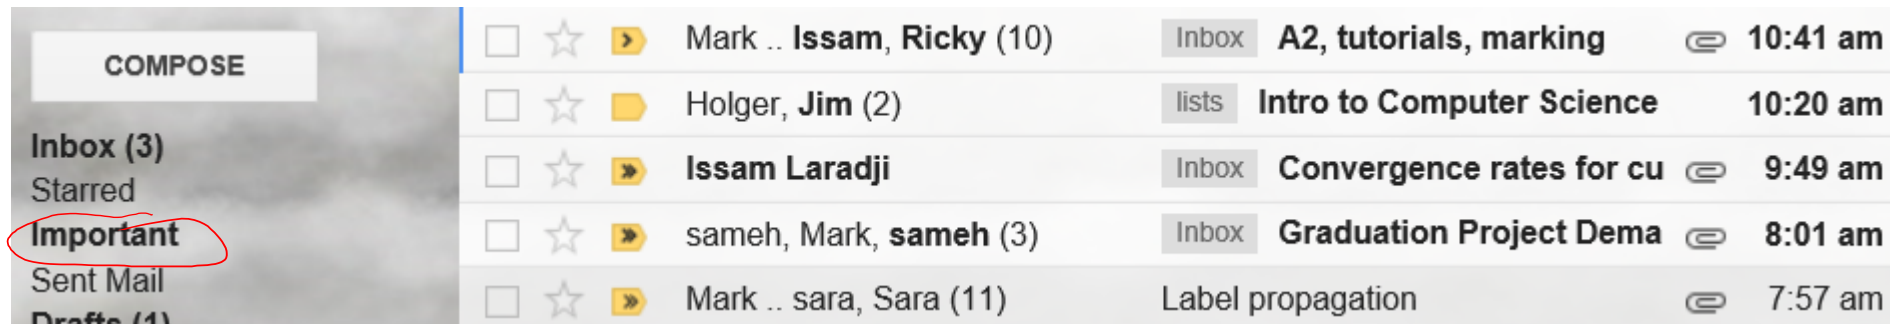 COMPOSE
Inbox (3)
Starred
Important
Sent Mail
Drafts (1)
Mark .. Issam, Ricky (10) Inbox A2, tutorials, marking 10:41 am
Holger, Jim (2) lists Intro to Computer Science 10:20 am
Issam Laradji Inbox Convergence rates for cu 9:49 am
sameh, Mark, sameh (3) Inbox Graduation Project Dema 8:01 am
Mark .. sara, Sara (11) Label propagation 7:57 am